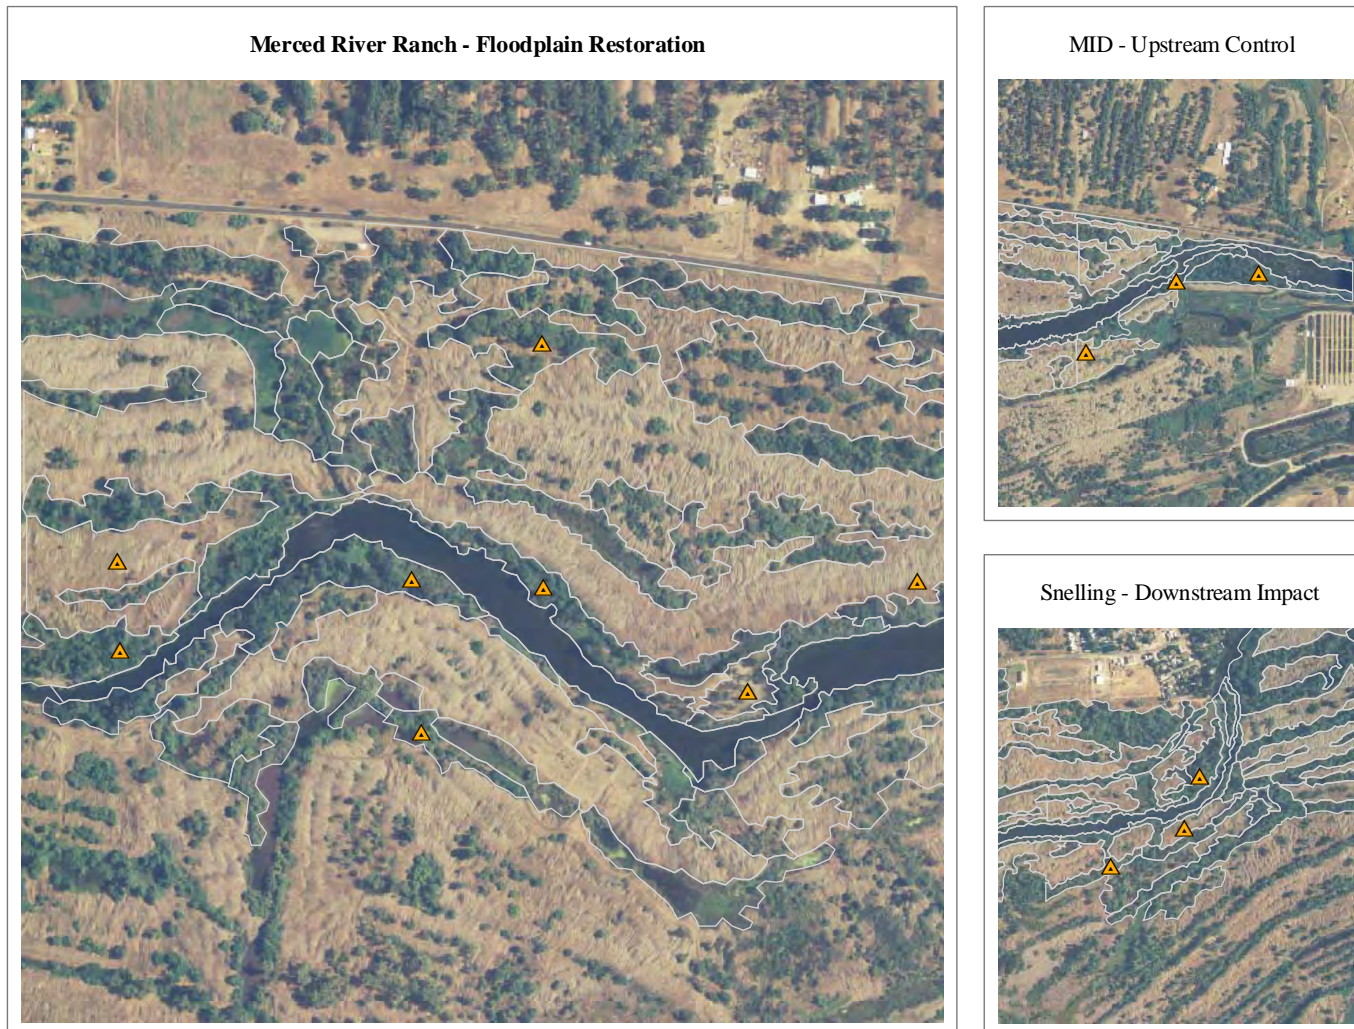 Merced River Ranch - Floodplain Restoration
MID - Upstream Control
Snelling - Downstream Impact